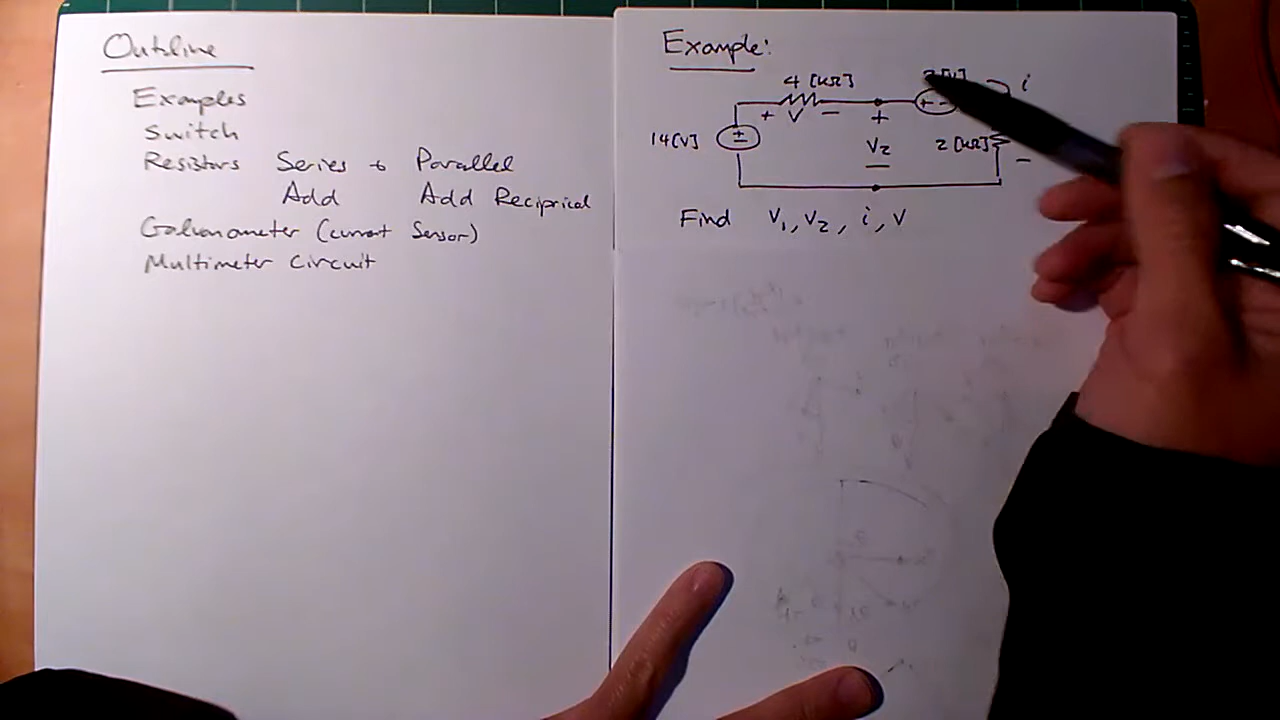 Outline
Examples
Switch
Resistors Series + Parallel
Add Add Reciprical
Galvanometer (current Sensor)
Multimeter Circuit
Example:
4 [kΩ]
i
+ V -
+ -
+
14[V]
V2
2 [kΩ]
-
Find V1, V2, i, V